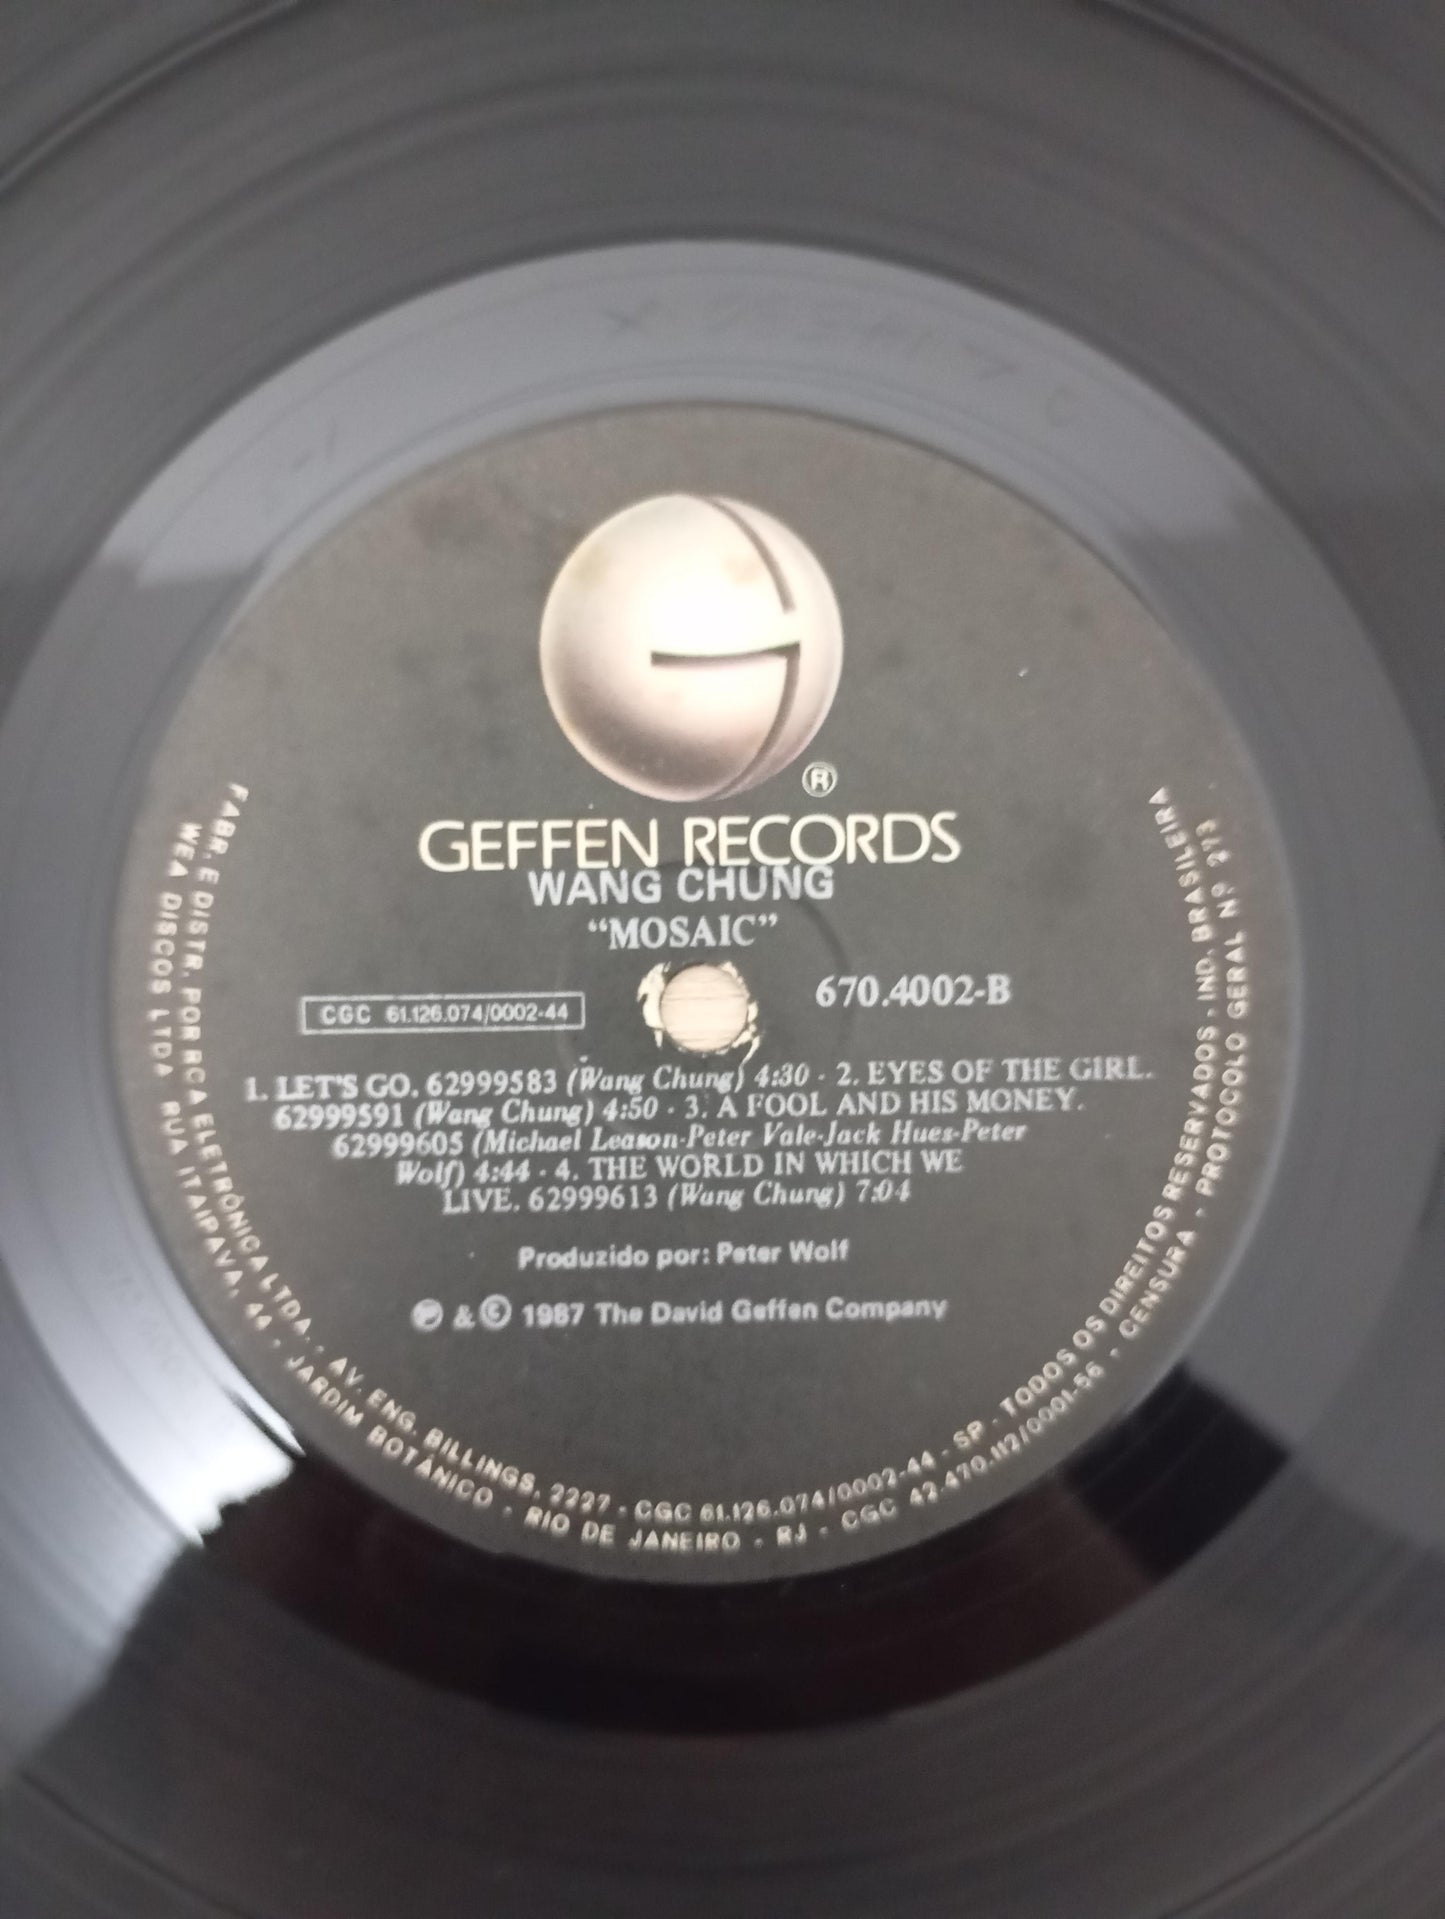 ®
GEFFEN RECORDS
WANG CHUNG
“MOSAIC”
CGC 61.126.074/0002-44
670.4002-B
1. LET'S GO. 62999583 (Wang Chung) 4:30 · 2. EYES OF THE GIRL.
62999591 (Wang Chung) 4:50 · 3. A FOOL AND HIS MONEY.
62999605 (Michael Leason-Peter Vale-Jack Hues-Peter
Wolf) 4:44 · 4. THE WORLD IN WHICH WE
LIVE. 62999613 (Wang Chung) 7:04
Produzido por: Peter Wolf
Ⓟ & © 1987 The David Geffen Company
FABR. E DISTR. POR RCA ELETRÔNICA LTDA. - AV. ENG. BILLINGS, 2227 - CGC 61.126.074/0002-44 - SP - TODOS OS DIREITOS RESERVADOS. IND. BRASILEIRA
WEA DISCOS LTDA RUA ITAIPAVA, 44 - JARDIM BOTÂNICO - RIO DE JANEIRO - RJ - CGC 42.470.112/0001-56 - CENSURA - PROTOCOLO GERAL Nº 273